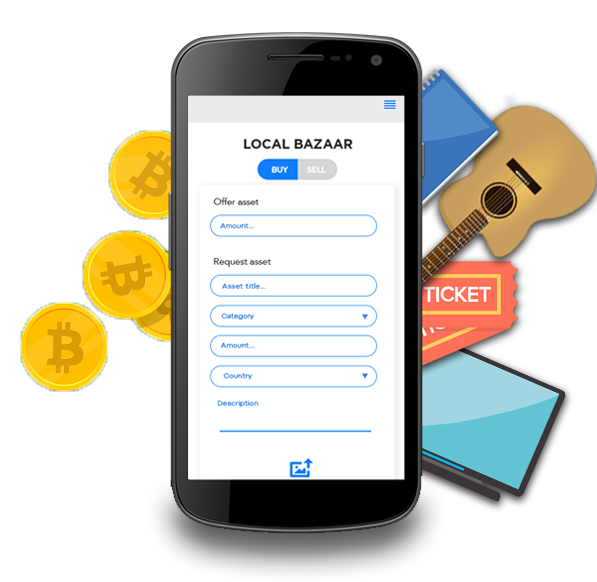 LOCAL BAZAAR
BUY SELL
Offer asset
Amount...
Request asset
Asset title...
Category
Amount...
Country
Description
TICKET